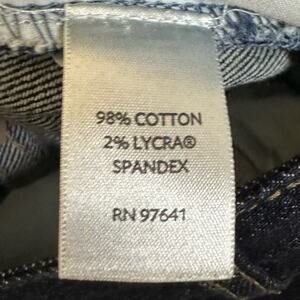 98% COTTON
2% LYCRA®
SPANDEX
RN 97641